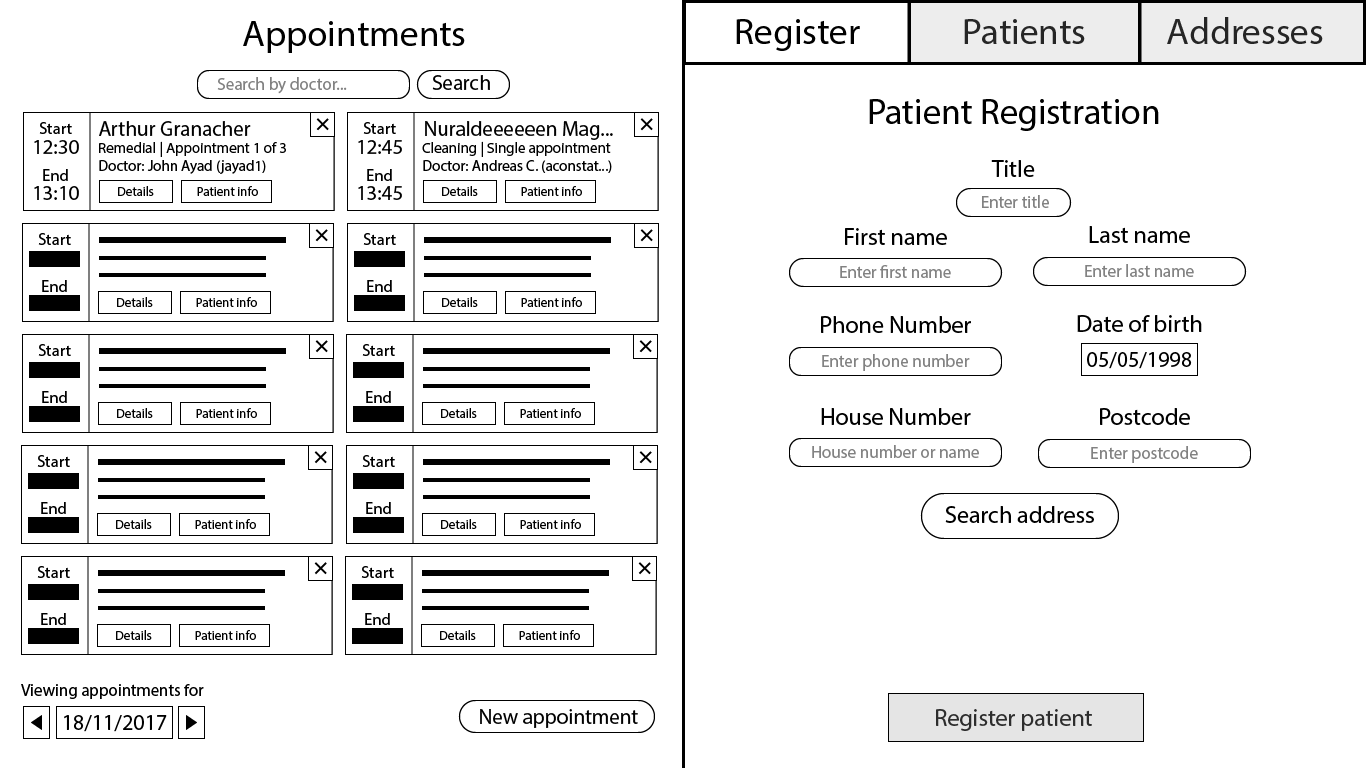 Appointments
Search by doctor...
Search
Start
12:30
End
13:10
Arthur Granacher
Remedial | Appointment 1 of 3
Doctor: John Ayad (jayad1)
Details
Patient info
Start
12:45
End
13:45
Nuraldeeeeeen Mag...
Cleaning | Single appointment
Doctor: Andreas C. (aconstat...)
Details
Patient info
Start
End
Details
Patient info
Start
End
Details
Patient info
Start
End
Details
Patient info
Start
End
Details
Patient info
Start
End
Details
Patient info
Start
End
Details
Patient info
Start
End
Details
Patient info
Start
End
Details
Patient info
Viewing appointments for
18/11/2017
New appointment
Register
Patients
Addresses
Patient Registration
Title
Enter title
First name
Enter first name
Last name
Enter last name
Phone Number
Enter phone number
Date of birth
05/05/1998
House Number
House number or name
Postcode
Enter postcode
Search address
Register patient